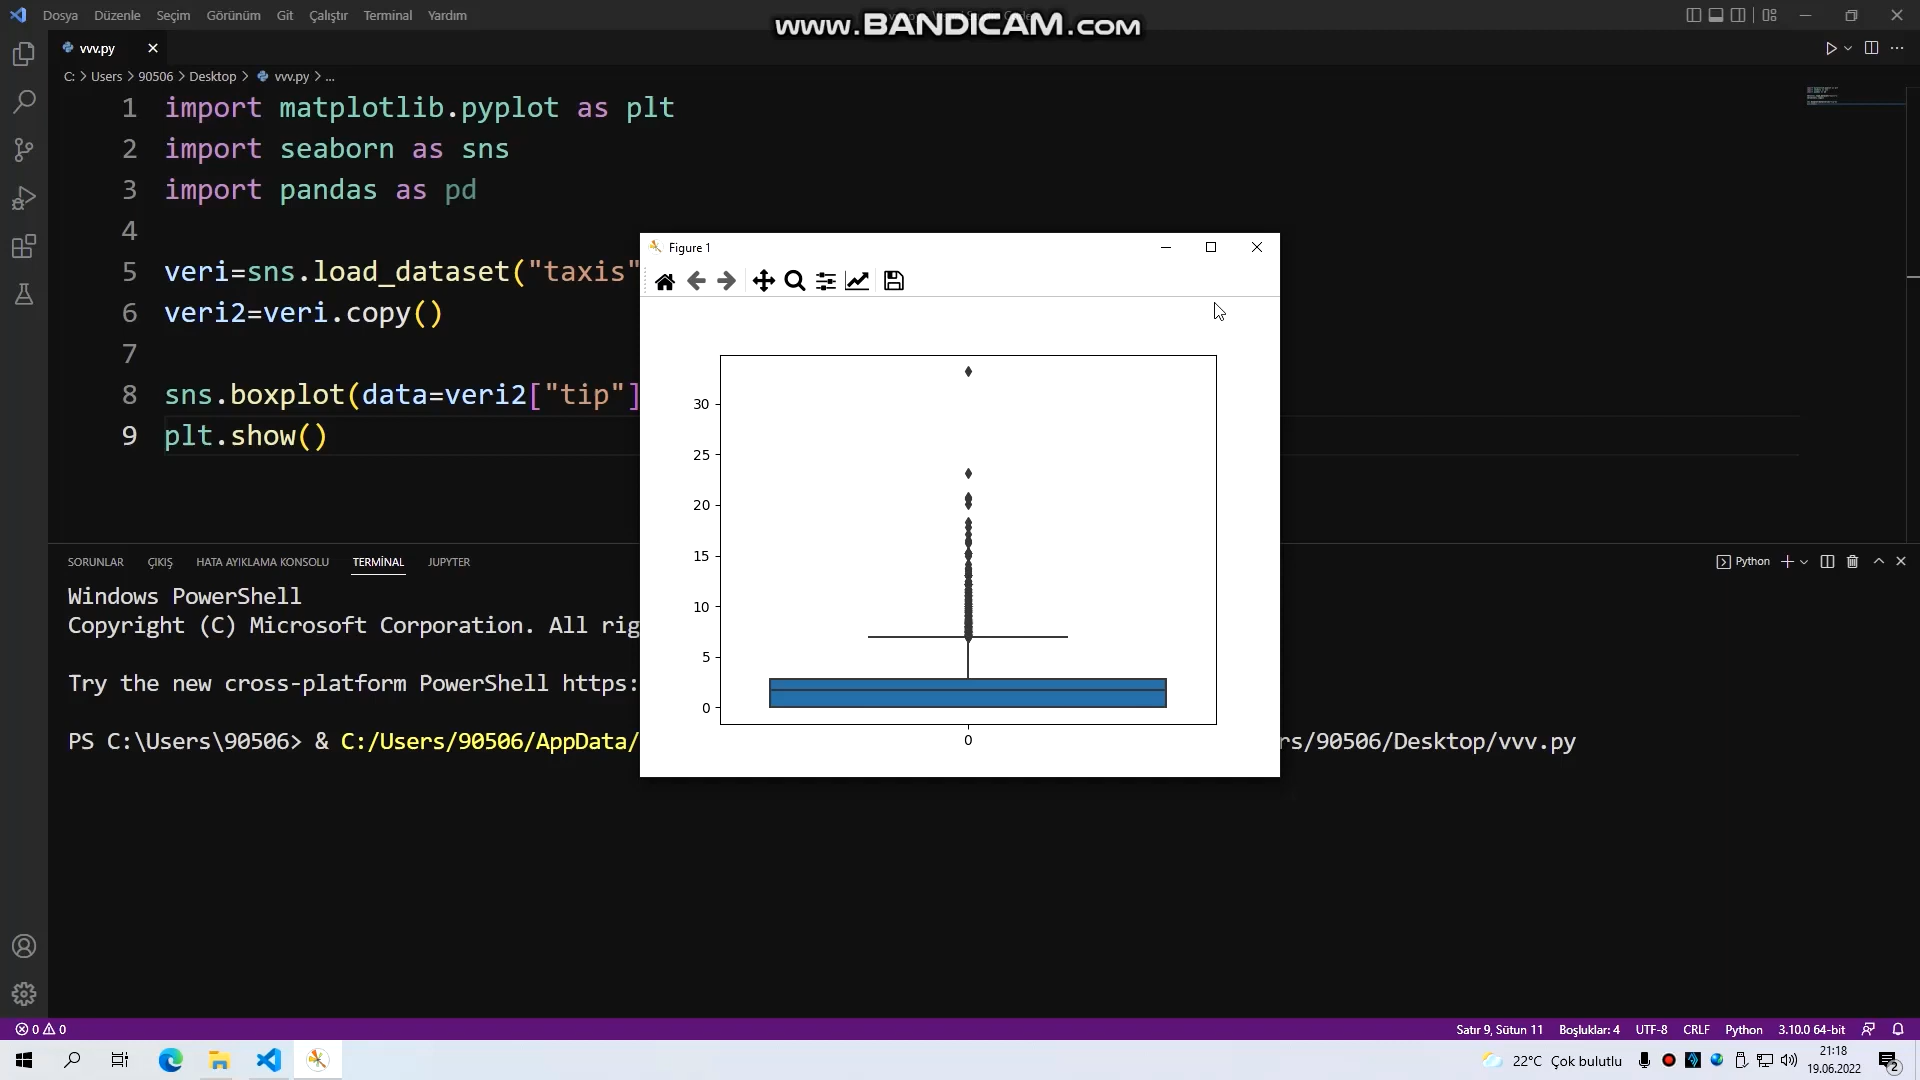 Dosya Düzenle Seçim Görünüm Git Çalıştır Terminal Yardım
www.BANDICAM.com
vvv.py
C: > Users > 90506 > Desktop > vvv.py > ...
1 import matplotlib.pyplot as plt
2 import seaborn as sns
3 import pandas as pd
4
5 veri=sns.load_dataset("taxis"
6 veri2=veri.copy()
7
8 sns.boxplot(data=veri2["tip"]
9 plt.show()
Figure 1
30
25
20
15
10
5
0
0
SORUNLAR ÇIKIŞ HATA AYIKLAMA KONSOLU TERMİNAL JUPYTER
Python
Windows PowerShell
Copyright (C) Microsoft Corporation. All rig
Try the new cross-platform PowerShell https:
PS C:\Users\90506> & C:/Users/90506/AppData/ rs/90506/Desktop/vvv.py
0 0
Satır 9, Sütun 11 Boşluklar: 4 UTF-8 CRLF Python 3.10.0 64-bit
22°C Çok bulutlu
21:18
19.06.2022
2